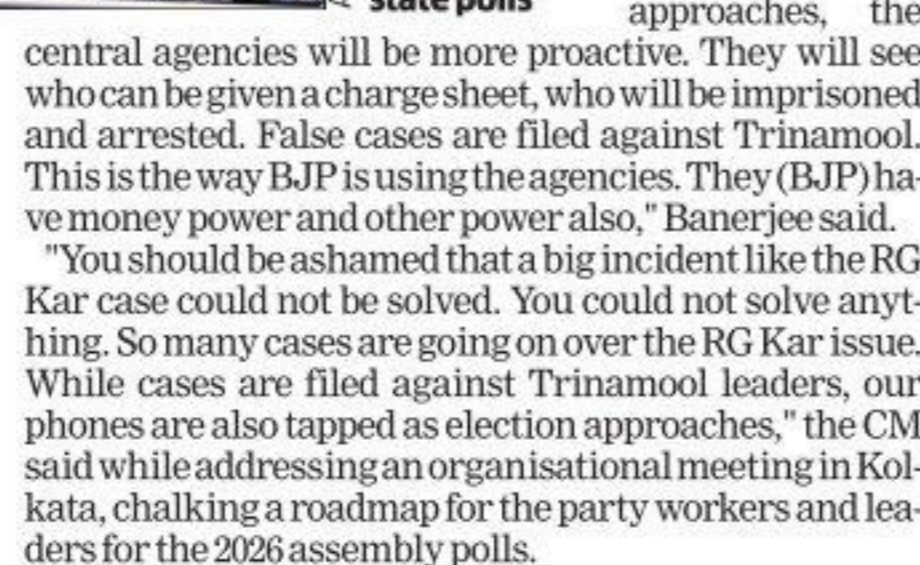 state polls
approaches, the
central agencies will be more proactive. They will see
who can be given a charge sheet, who will be imprisoned
and arrested. False cases are filed against Trinamool.
This is the way BJP is using the agencies. They (BJP) ha-
ve money power and other power also," Banerjee said.
"You should be ashamed that a big incident like the RG
Kar case could not be solved. You could not solve anyt-
hing. So many cases are going on over the RG Kar issue.
While cases are filed against Trinamool leaders, our
phones are also tapped as election approaches," the CM
said while addressing an organisational meeting in Kol-
kata, chalking a roadmap for the party workers and lea-
ders for the 2026 assembly polls.